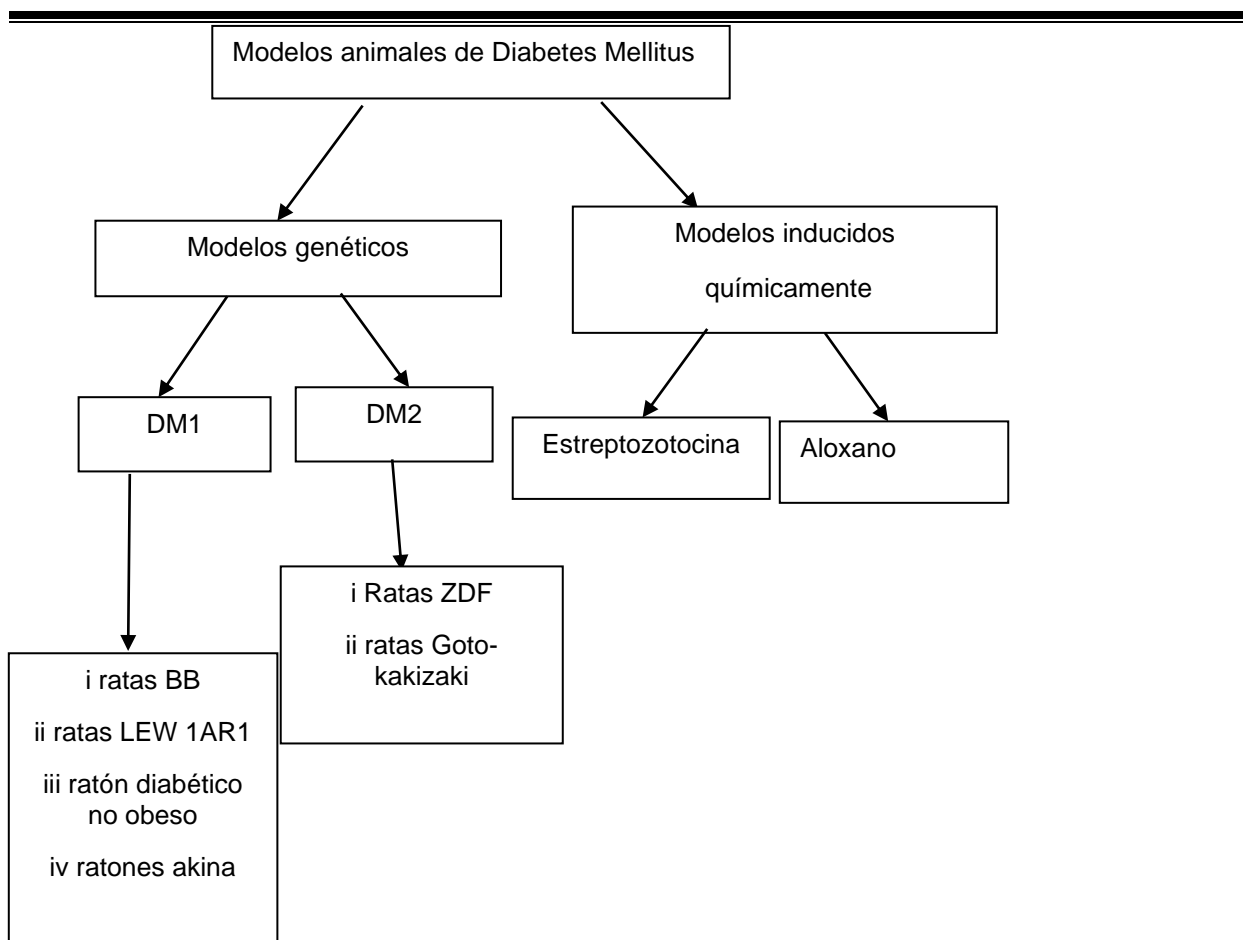 Modelos animales de Diabetes Mellitus
Modelos genéticos
Modelos inducidos
químicamente
DM1
DM2
Estreptozotocina
Aloxano
i Ratas ZDF
ii ratas Goto-
kakizaki
i ratas BB
ii ratas LEW 1AR1
iii ratón diabético
no obeso
iv ratones akina